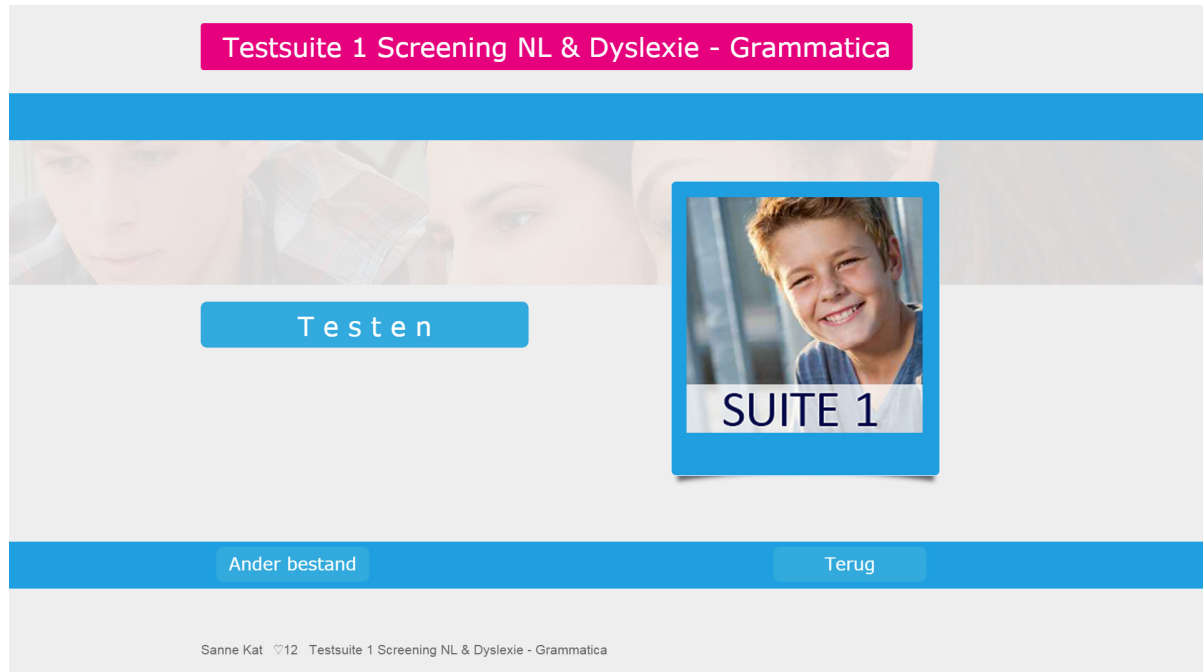 Testsuite 1 Screening NL & Dyslexie - Grammatica
Testen
SUITE 1
Ander bestand
Terug
Sanne Kat ♡12 Testsuite 1 Screening NL & Dyslexie - Grammatica